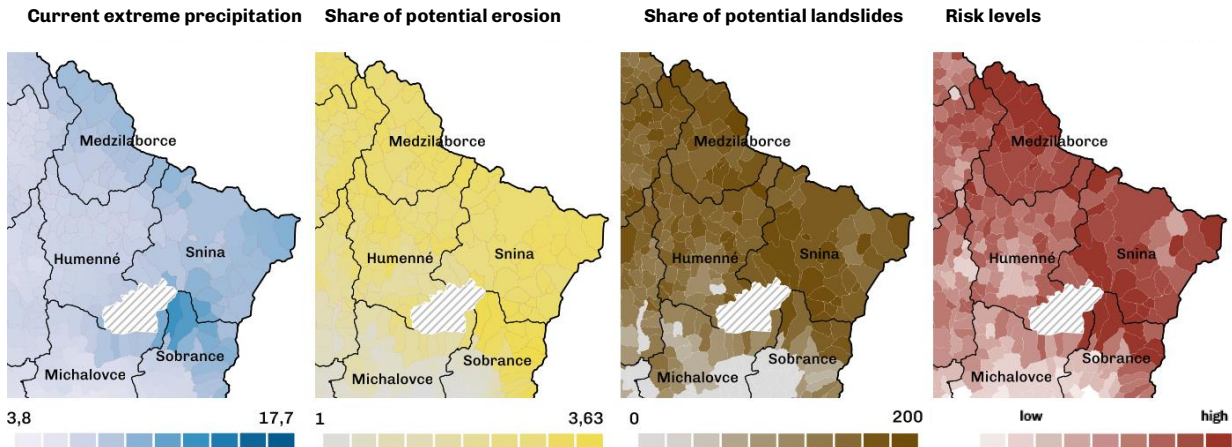 Current extreme precipitation
Share of potential erosion
Share of potential landslides
Risk levels
Medzilaborce
Humenné
Snina
Sobrance
Michalovce
3,8
17,7
Medzilaborce
Humenné
Snina
Sobrance
Michalovce
1
3,63
Medzilaborce
Humenné
Snina
Sobrance
Michalovce
0
200
Medzilaborce
Humenné
Snina
Sobrance
Michalovce
low
high